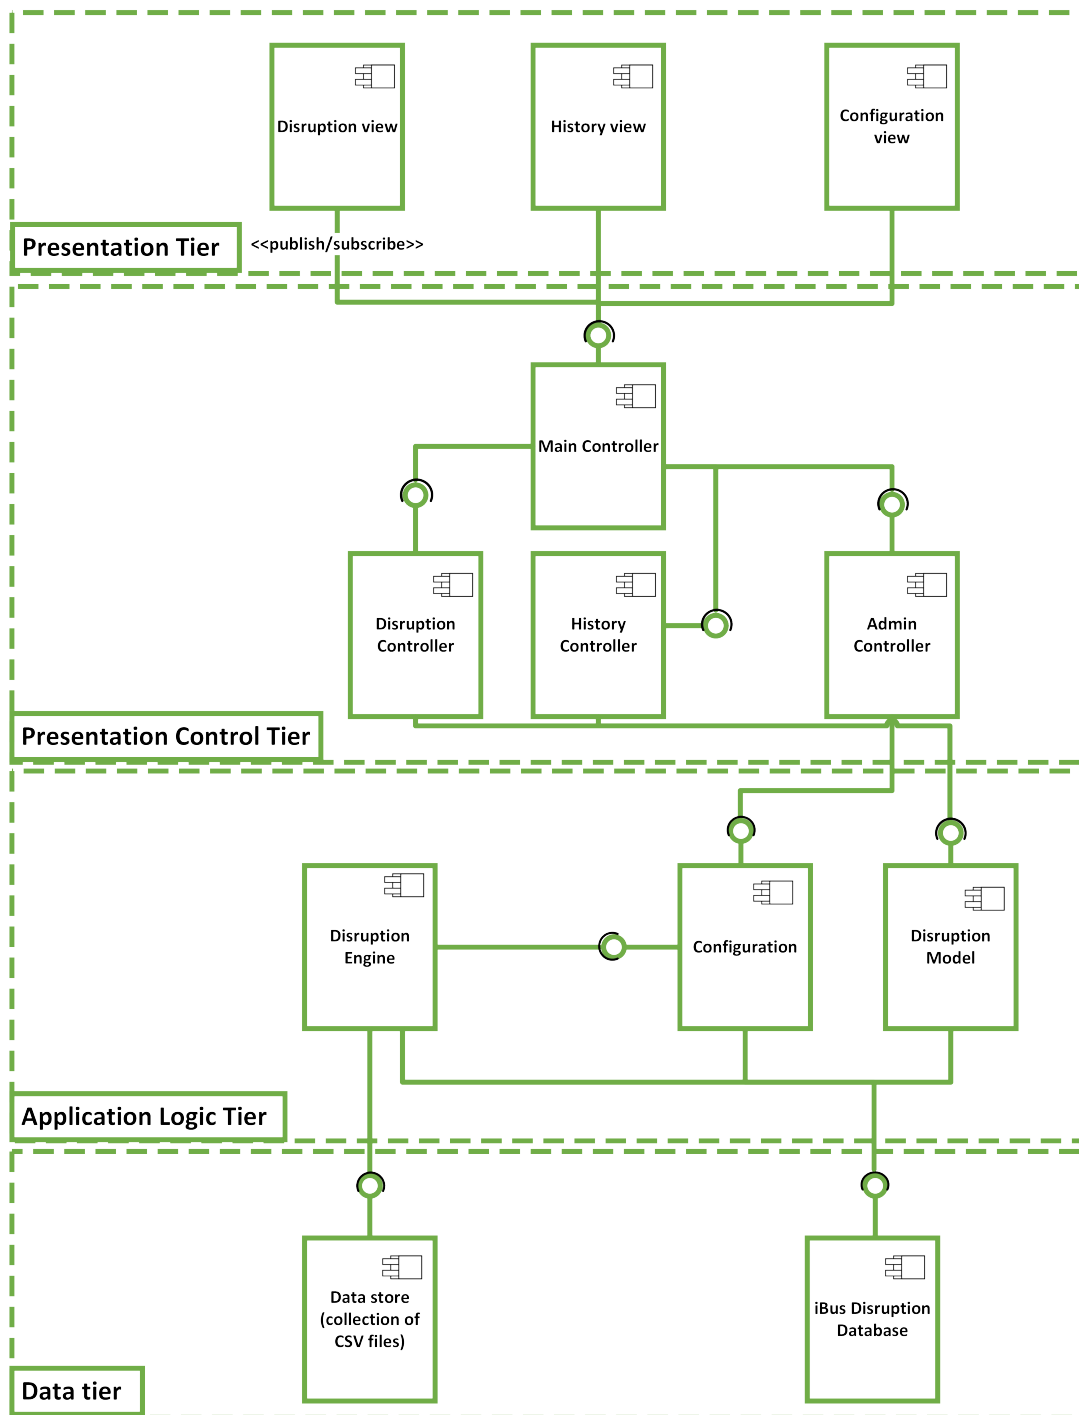 Disruption view
History view
Configuration
view
Presentation Tier
<<publish/subscribe>>
Main Controller
Disruption
Controller
History
Controller
Admin
Controller
Presentation Control Tier
Disruption
Engine
Configuration
Disruption
Model
Application Logic Tier
Data store
(collection of
CSV files)
iBus Disruption
Database
Data tier